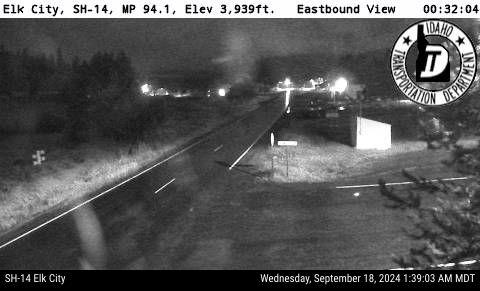 Elk City, SH-14, MP 94.1, Elev 3,939ft. Eastbound View 00:32:04
IDAHO
TRANSPORTATION DEPARTMENT
SH-14 Elk City Wednesday, September 18, 2024 1:39:03 AM MDT